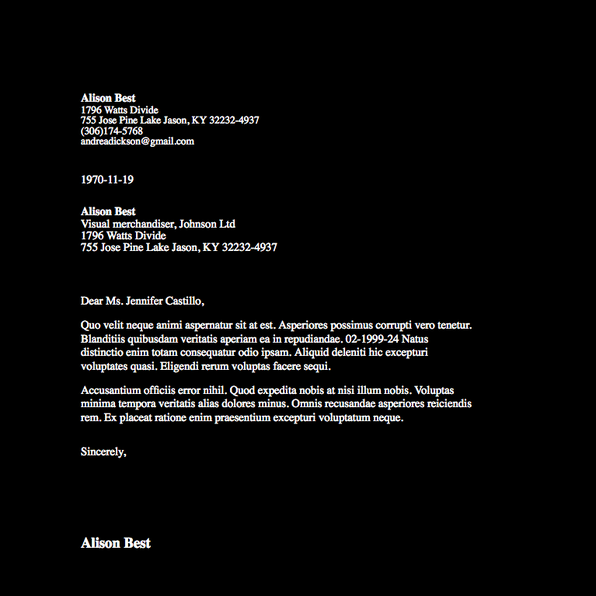 Alison Best
1796 Watts Divide
755 Jose Pine Lake Jason, KY 32232-4937
(306)174-5768
andreadickson@gmail.com
1970-11-19
Alison Best
Visual merchandiser, Johnson Ltd
1796 Watts Divide
755 Jose Pine Lake Jason, KY 32232-4937
Dear Ms. Jennifer Castillo,
Quo velit neque animi aspernatur sit at est. Asperiores possimus corrupti vero tenetur.
Blanditiis quibusdam veritatis aperiam ea in repudiandae. 02-1999-24 Natus
distinctio enim totam consequatur odio ipsam. Aliquid deleniti hic excepturi
voluptates quasi. Eligendi rerum voluptas facere sequi.
Accusantium officiis error nihil. Quod expedita nobis at nisi illum nobis. Voluptas
minima tempora veritatis alias dolores minus. Omnis recusandae asperiores reiciendis
rem. Ex placeat ratione enim praesentium excepturi voluptatum neque.
Sincerely,
Alison Best